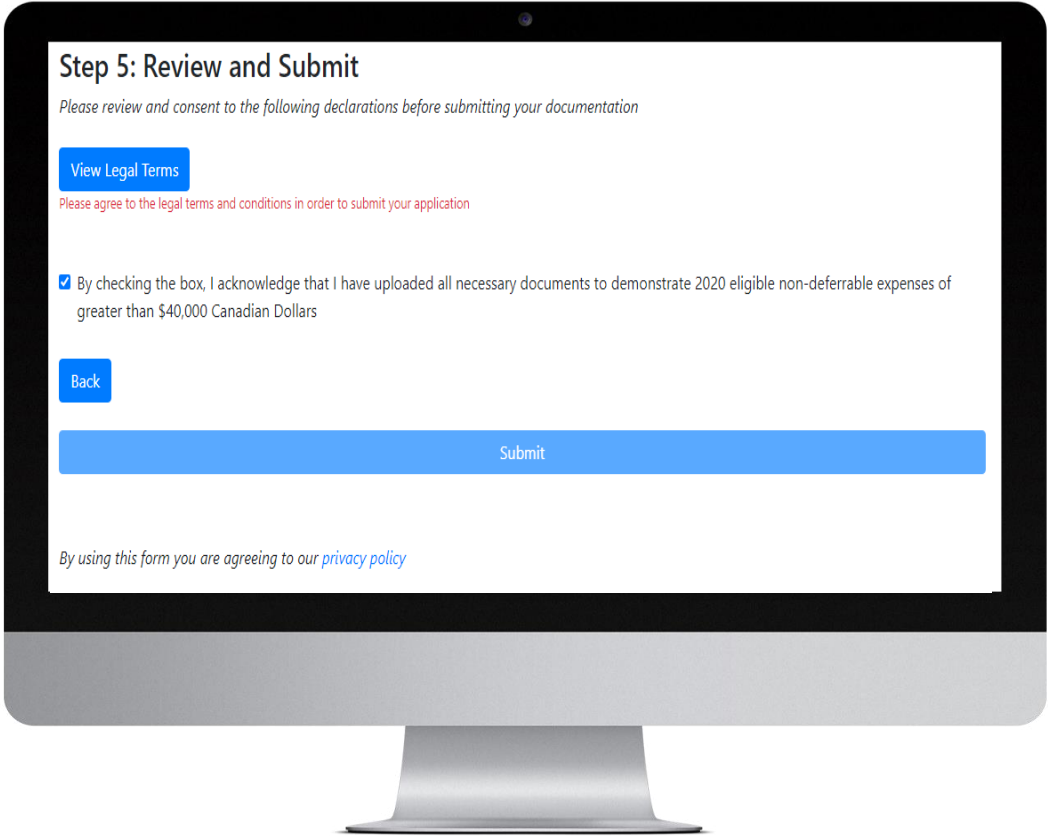 Step 5: Review and Submit
Please review and consent to the following declarations before submitting your documentation
View Legal Terms
Please agree to the legal terms and conditions in order to submit your application
By checking the box, I acknowledge that I have uploaded all necessary documents to demonstrate 2020 eligible non-deferrable expenses of
greater than $40,000 Canadian Dollars
Back
Submit
By using this form you are agreeing to our privacy policy